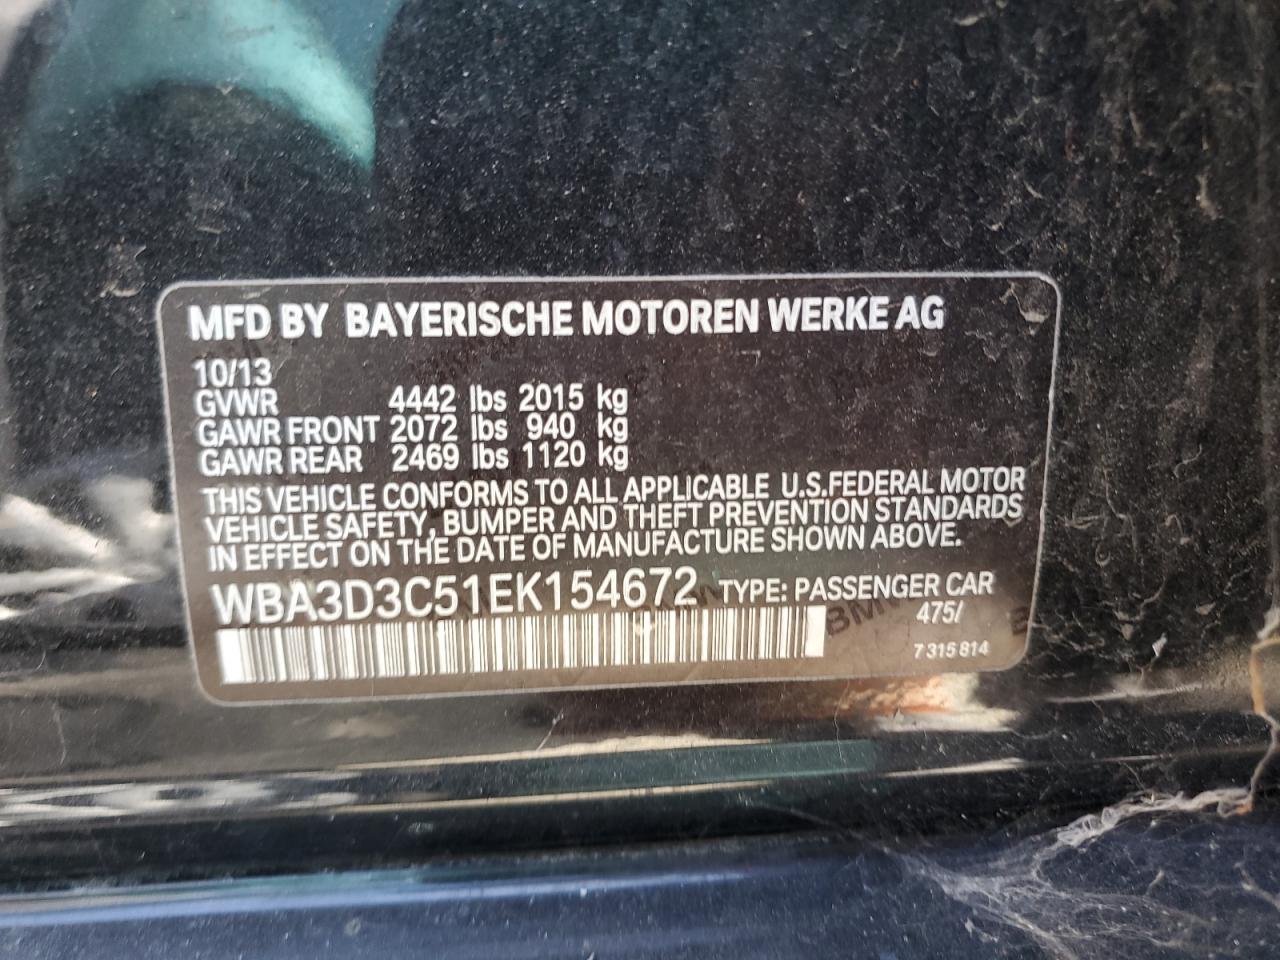 MFD BY BAYERISCHE MOTOREN WERKE AG
10/13
GVWR 4442 lbs 2015 kg
GAWR FRONT 2072 lbs 940 kg
GAWR REAR 2469 lbs 1120 kg
THIS VEHICLE CONFORMS TO ALL APPLICABLE U.S.FEDERAL MOTOR
VEHICLE SAFETY, BUMPER AND THEFT PREVENTION STANDARDS
IN EFFECT ON THE DATE OF MANUFACTURE SHOWN ABOVE.
WBA3D3C51EK154672 TYPE: PASSENGER CAR
475/
BMW
7 315 814